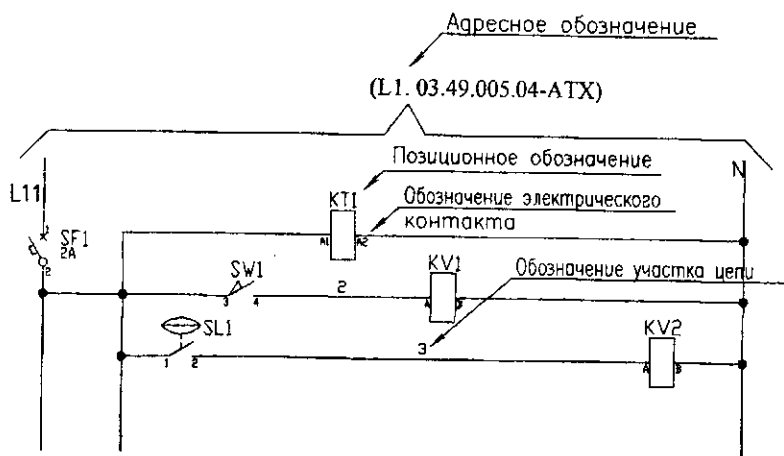 Адресное обозначение
(L1. 03.49.005.04-АТХ)
L11
Позиционное обозначение
N
KT1
Обозначение электрического
контакта
1
SF1
2A
2
A1
A2
SW1
2
KV1
Обозначение участка цепи
3
4
A
B
SL1
3
KV2
1
2
A
B